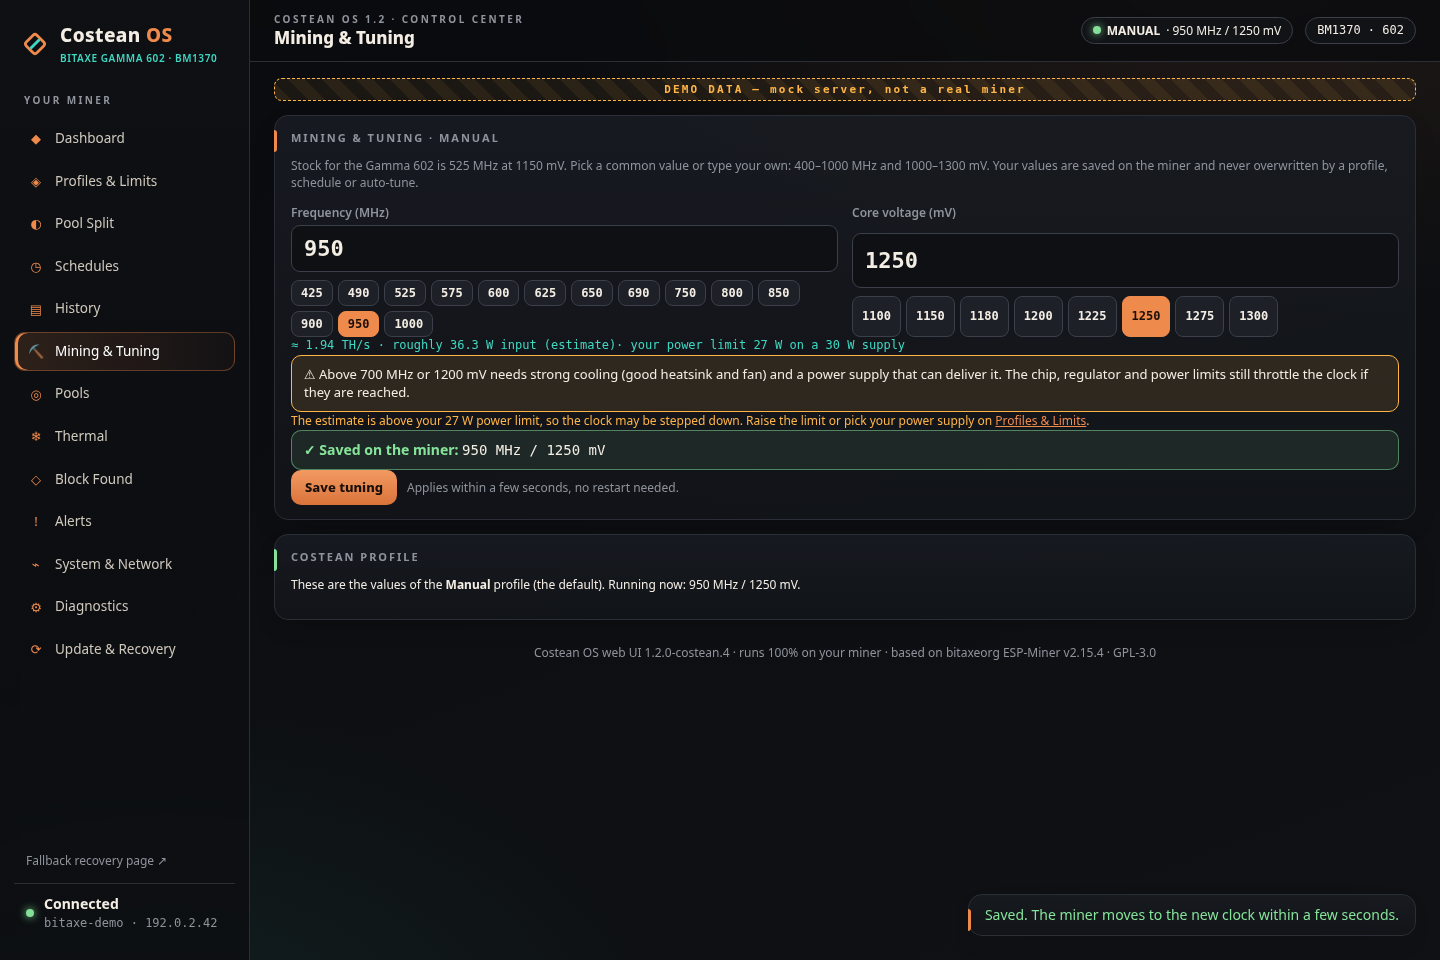 Costean OS
BITAXE GAMMA 602 · BM1370
YOUR MINER
Dashboard
Profiles & Limits
Pool Split
Schedules
History
Mining & Tuning
Pools
Thermal
Block Found
Alerts
System & Network
Diagnostics
Update & Recovery
Fallback recovery page ↗
Connected
bitaxe-demo · 192.0.2.42
COSTEAN OS 1.2 · CONTROL CENTER
Mining & Tuning
MANUAL · 950 MHz / 1250 mV
BM1370 · 602
DEMO DATA — mock server, not a real miner
MINING & TUNING · MANUAL
Stock for the Gamma 602 is 525 MHz at 1150 mV. Pick a common value or type your own: 400–1000 MHz and 1000–1300 mV. Your values are saved on the miner and never overwritten by a profile,
schedule or auto-tune.
Frequency (MHz)
950
425 490 525 575 600 625 650 690 750 800 850
900 950 1000
Core voltage (mV)
1250
1100 1150 1180 1200 1225 1250 1275 1300
≈ 1.94 TH/s · roughly 36.3 W input (estimate)· your power limit 27 W on a 30 W supply
⚠ Above 700 MHz or 1200 mV needs strong cooling (good heatsink and fan) and a power supply that can deliver it. The chip, regulator and power limits still throttle the clock if
they are reached.
The estimate is above your 27 W power limit, so the clock may be stepped down. Raise the limit or pick your power supply on Profiles & Limits.
✓ Saved on the miner: 950 MHz / 1250 mV
Save tuning
Applies within a few seconds, no restart needed.
COSTEAN PROFILE
These are the values of the Manual profile (the default). Running now: 950 MHz / 1250 mV.
Costean OS web UI 1.2.0-costean.4 · runs 100% on your miner · based on bitaxeorg ESP-Miner v2.15.4 · GPL-3.0
Saved. The miner moves to the new clock within a few seconds.